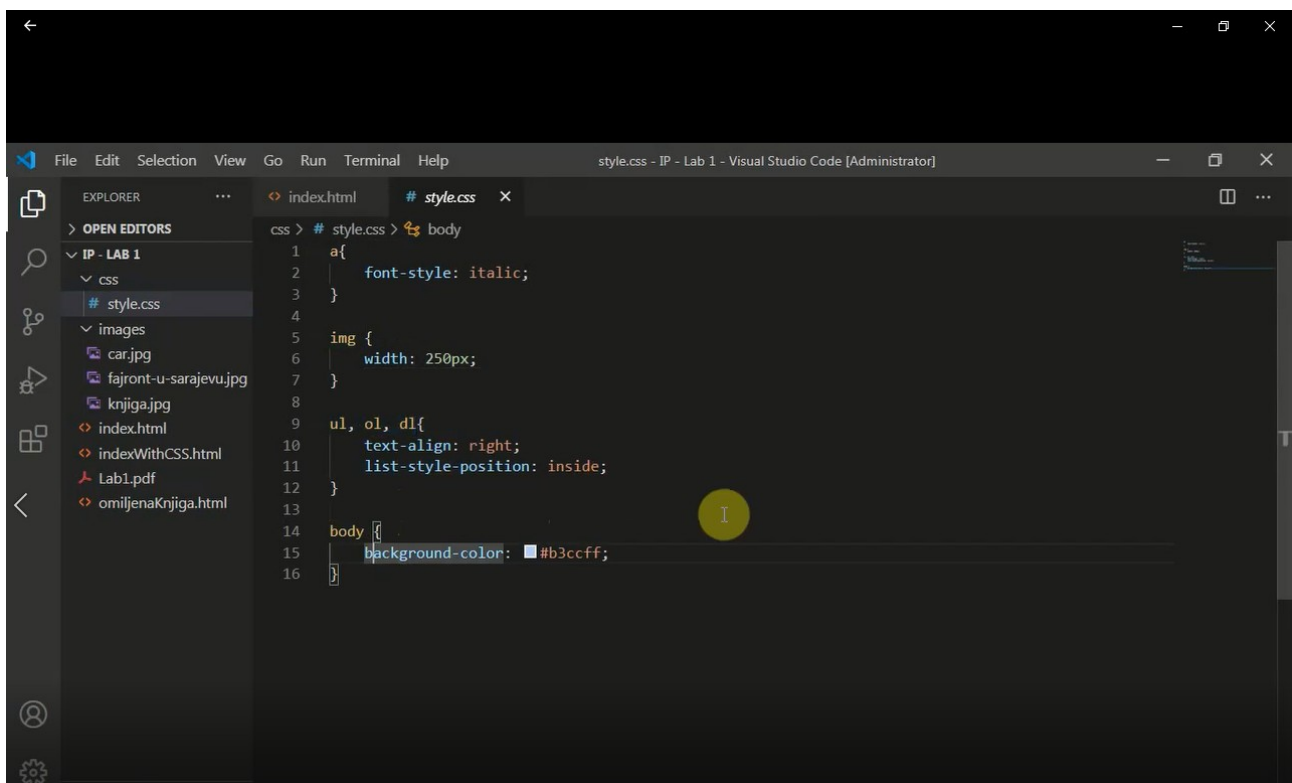 File Edit Selection View Go Run Terminal Help
style.css - IP - Lab 1 - Visual Studio Code [Administrator]
EXPLORER ...
OPEN EDITORS
IP - LAB 1
css
# style.css
images
car.jpg
fajront-u-sarajevu.jpg
knjiga.jpg
index.html
indexWithCSS.html
Lab1.pdf
omiljenaKnjiga.html
index.html # style.css
css > # style.css > body
1 a{
2 font-style: italic;
3 }
4
5 img {
6 width: 250px;
7 }
8
9 ul, ol, dl{
10 text-align: right;
11 list-style-position: inside;
12 }
13
14 body {
15 background-color: #b3ccff;
16 }